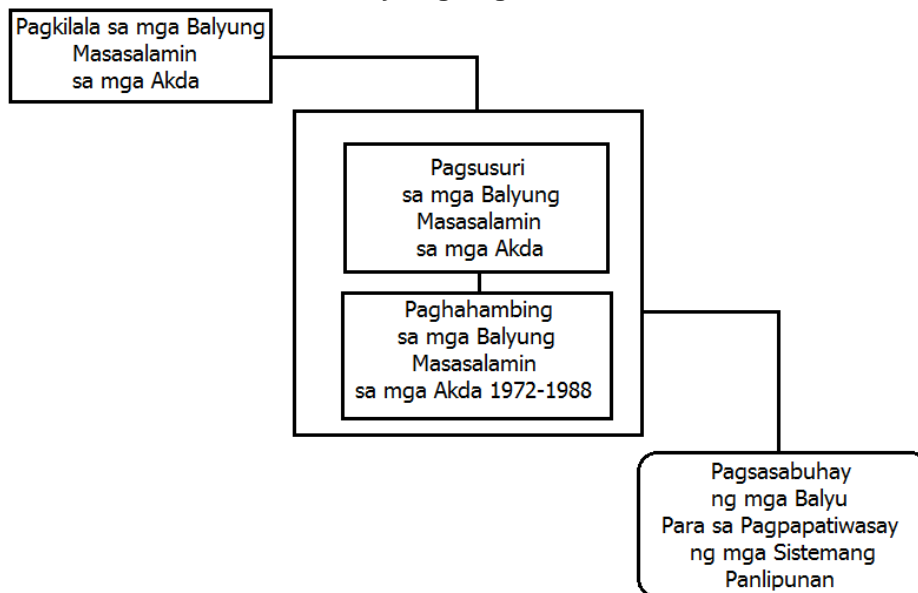 Pagkilala sa mga Balyung
Masasalamin
sa mga Akda
Pagsusuri
sa mga Balyung
Masasalamin
sa mga Akda
Paghahambing
sa mga Balyung
Masasalamin
sa mga Akda 1972-1988
Pagsasabuhay
ng mga Balyu
Para sa Pagpapatiwasay
ng mga Sistemang
Panlipunan